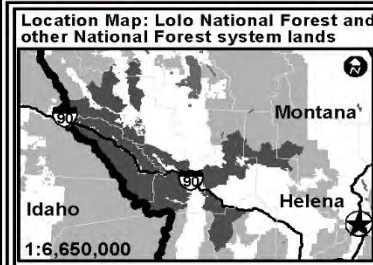 Location Map: Lolo National Forest and
other National Forest system lands
N
Montana
90
90
Idaho
Helena
1:6,650,000